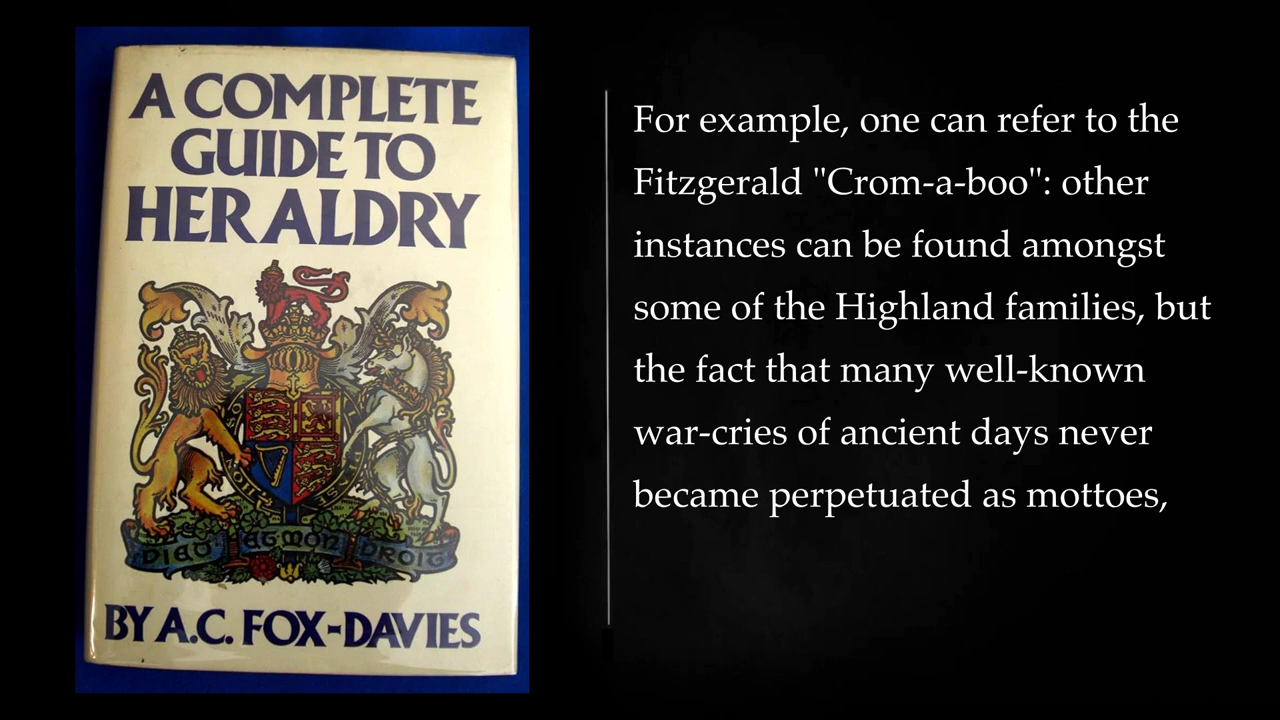 A COMPLETE
GUIDE TO
HERALDRY
DIEU ET MON DROIT
BY A.C. FOX-DAVIES
For example, one can refer to the
Fitzgerald "Crom-a-boo": other
instances can be found amongst
some of the Highland families, but
the fact that many well-known
war-cries of ancient days never
became perpetuated as mottoes,